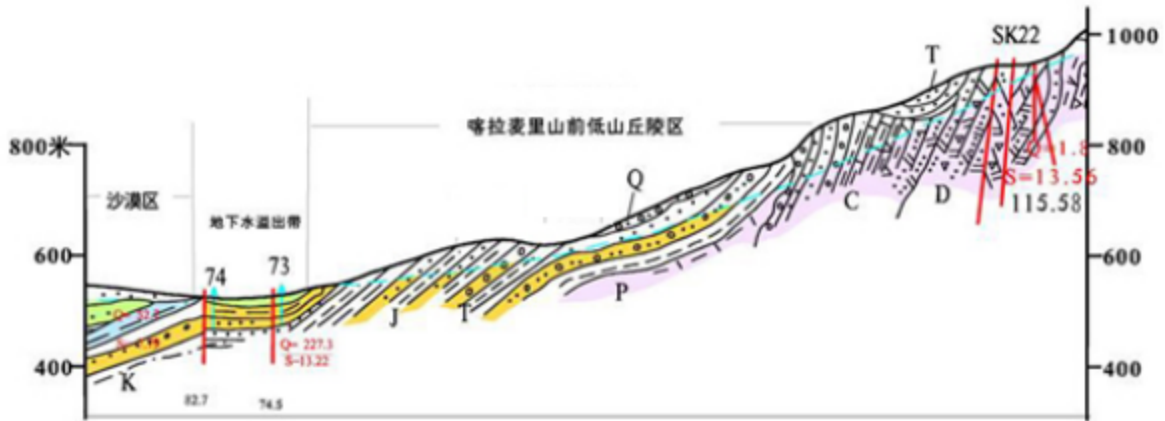 SK22
1000
T
800米
喀拉麦里山前低山丘陵区
800
Q=1.8
S=13.56
115.58
沙漠区
Q
地下水溢出带
C
D
600
74
73
600
P
J
T
Q= 227.3
S=13.22
400
K
400
82.7
74.5